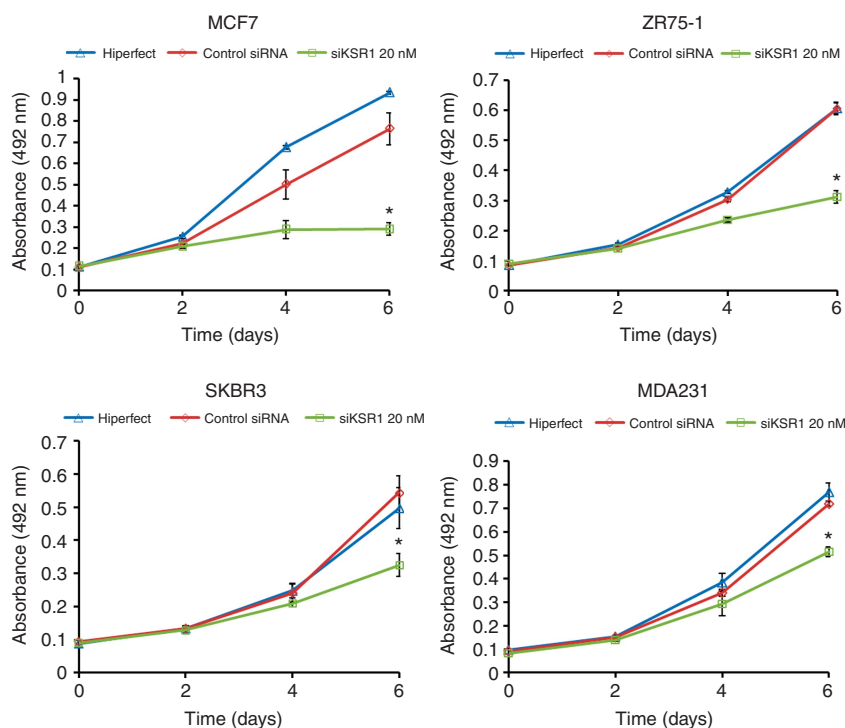 MCF7
Hiperfect Control siRNA siKSR1 20 nM
Absorbance (492 nm)
1
0.9
0.8
0.7
0.6
0.5
0.4
0.3
0.2
0.1
0
*
0 2 4 6
Time (days)
ZR75-1
Hiperfect Control siRNA siKSR1 20 nM
Absorbance (492 nm)
0.7
0.6
0.5
0.4
0.3
0.2
0.1
0
*
0 2 4 6
Time (days)
SKBR3
Hiperfect Control siRNA siKSR1 20 nM
Absorbance (492 nm)
0.7
0.6
0.5
0.4
0.3
0.2
0.1
0
*
0 2 4 6
Time (days)
MDA231
Hiperfect Control siRNA siKSR1 20 nM
Absorbance (492 nm)
0.9
0.8
0.7
0.6
0.5
0.4
0.3
0.2
0.1
0
*
0 2 4 6
Time (days)